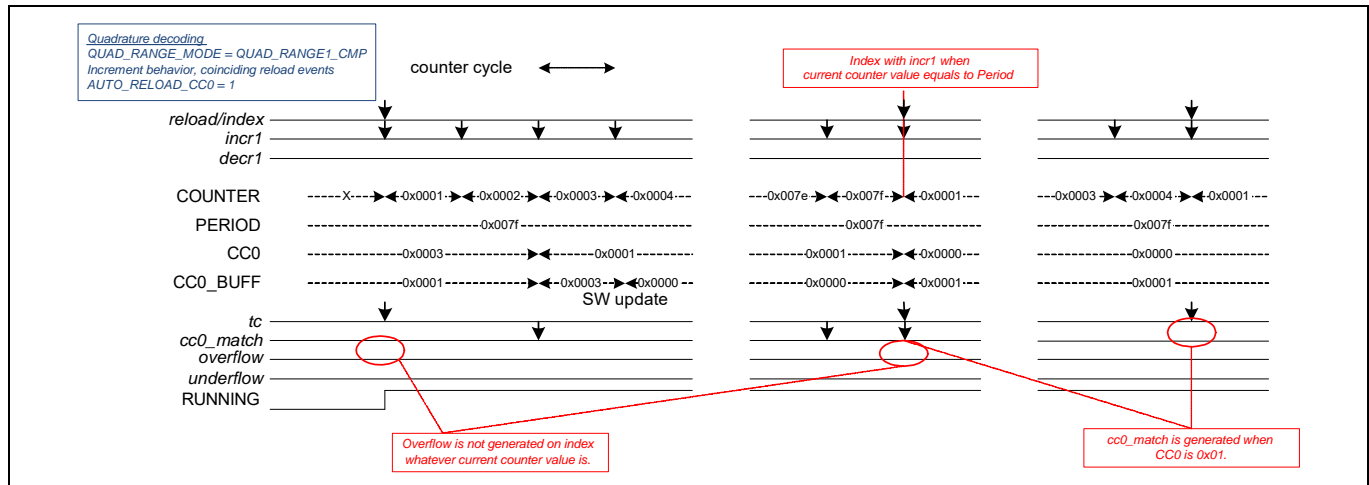 Quadrature decoding
QUAD_RANGE_MODE = QUAD_RANGE1_CMP
Increment behavior, coinciding reload events
AUTO_RELOAD_CC0 = 1
counter cycle
Index with incr1 when
current counter value equals to Period
reload/index
incr1
decr1
COUNTER X 0x0001 0x0002 0x0003 0x0004 0x007e 0x007f 0x0001 0x0003 0x0004 0x0001
PERIOD 0x007f 0x007f 0x007f
CC0 0x0003 0x0001 0x0001 0x0000 0x0000
CC0_BUFF 0x0001 0x0003 0x0000 0x0000 0x0001 0x0001
SW update
tc
cc0_match
overflow
underflow
RUNNING
Overflow is not generated on index
whatever current counter value is.
cc0_match is generated when
CC0 is 0x01.